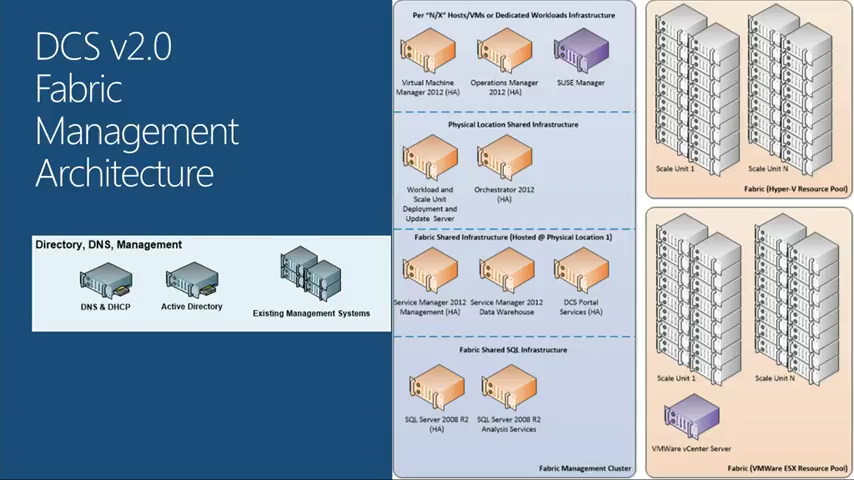 DCS v2.0
Fabric
Management
Architecture
Directory, DNS, Management
DNS & DHCP
Active Directory
Existing Management Systems
Per "N/X" Hosts/VMs or Dedicated Workloads Infrastructure
Virtual Machine
Manager 2012 (HA)
Operations Manager
2012 (HA)
SUSE Manager
Physical Location Shared Infrastructure
Workload and
Scale Unit
Deployment and
Update Server
Orchestrator 2012
(HA)
Fabric Shared Infrastructure (Hosted @ Physical Location 1)
Service Manager 2012
Management (HA)
Service Manager 2012
Data Warehouse
DCS Portal
Services (HA)
Fabric Shared SQL Infrastructure
SQL Server 2008 R2
(HA)
SQL Server 2008 R2
Analysis Services
Fabric Management Cluster
Scale Unit 1
Scale Unit N
Fabric (Hyper-V Resource Pool)
Scale Unit 1
Scale Unit N
VMWare vCenter Server
Fabric (VMWare ESX Resource Pool)